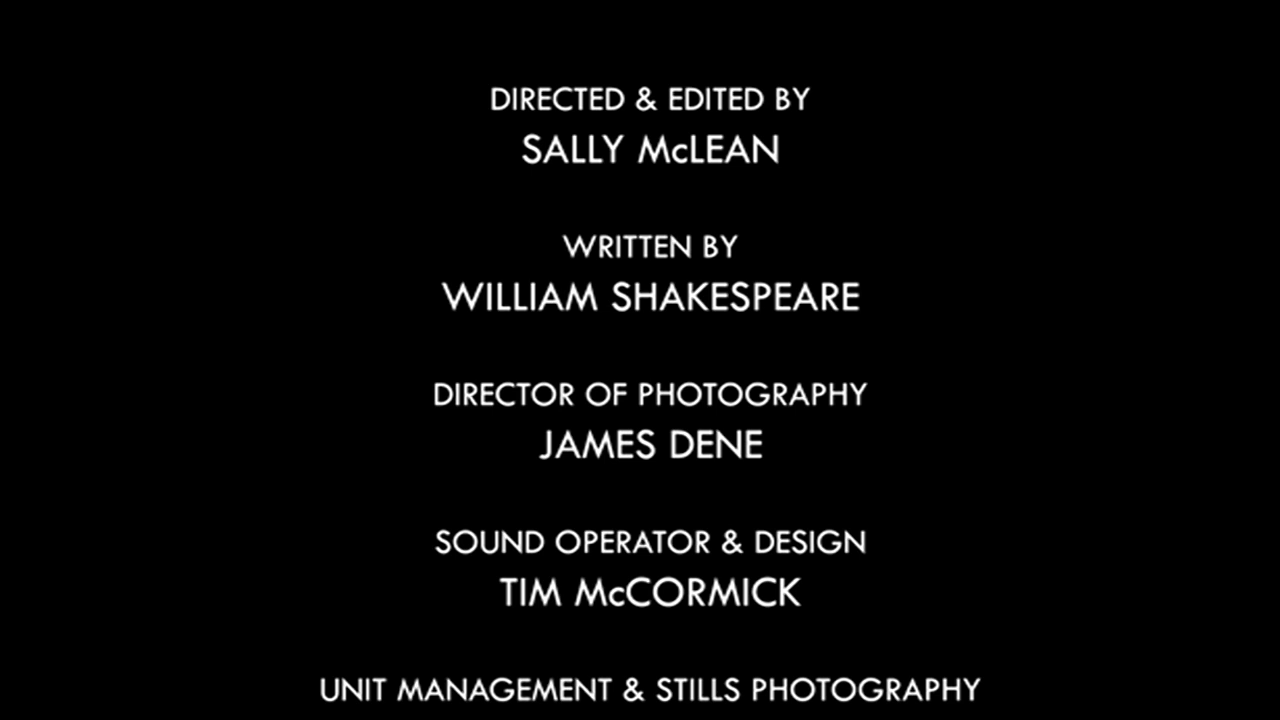 DIRECTED & EDITED BY
SALLY McLEAN
WRITTEN BY
WILLIAM SHAKESPEARE
DIRECTOR OF PHOTOGRAPHY
JAMES DENE
SOUND OPERATOR & DESIGN
TIM McCORMICK
UNIT MANAGEMENT & STILLS PHOTOGRAPHY